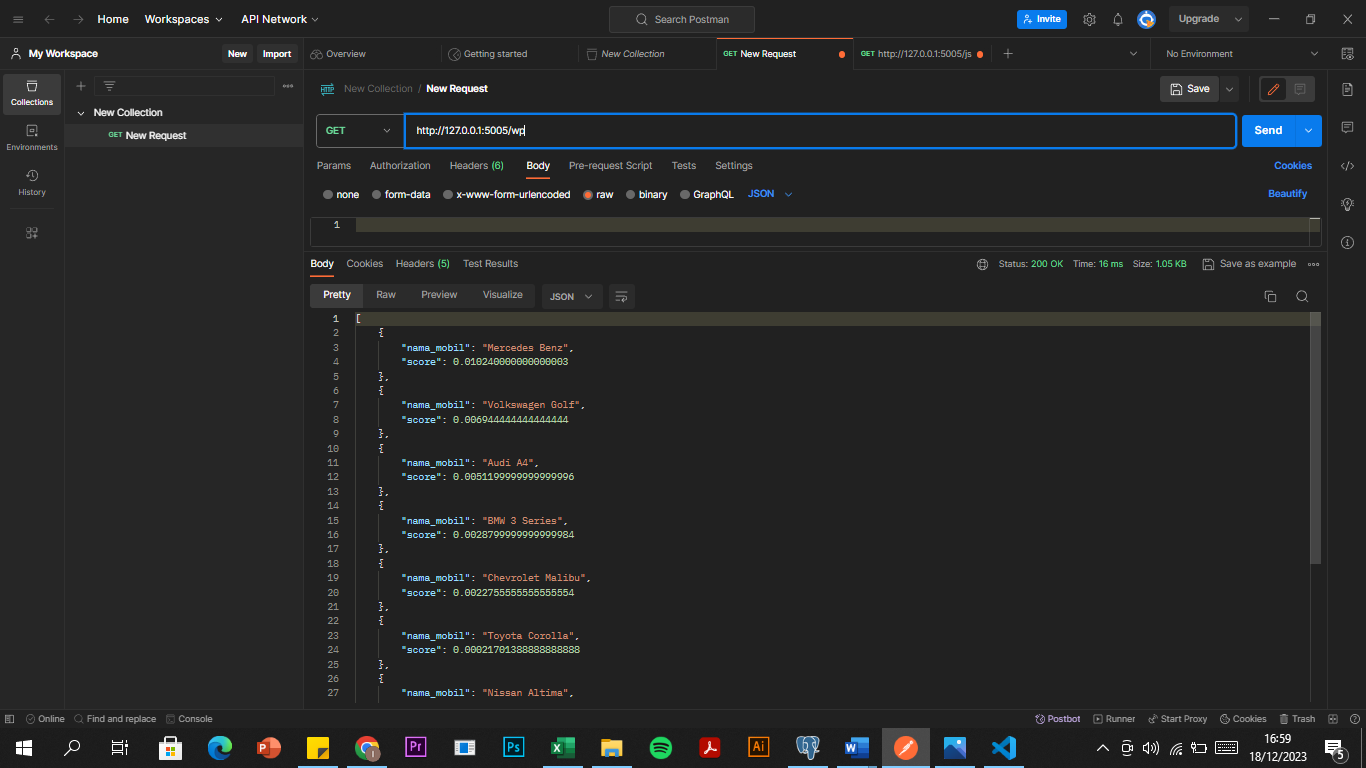 Home Workspaces API Network Search Postman Invite Upgrade
My Workspace New Import Overview Getting started New Collection GET New Request GET http://127.0.0.1:5005/js No Environment
Collections
Environments
History
New Collection
GET New Request
HTTP New Collection / New Request Save
GET http://127.0.0.1:5005/wp Send
Params Authorization Headers (6) Body Pre-request Script Tests Settings Cookies
none form-data x-www-form-urlencoded raw binary GraphQL JSON Beautify
1
Body Cookies Headers (5) Test Results Status: 200 OK Time: 16 ms Size: 1.05 KB Save as example
Pretty Raw Preview Visualize JSON
1 [
2 {
3 "nama_mobil": "Mercedes Benz",
4 "score": 0.010240000000000003
5 },
6 {
7 "nama_mobil": "Volkswagen Golf",
8 "score": 0.006944444444444444
9 },
10 {
11 "nama_mobil": "Audi A4",
12 "score": 0.0051199999999999996
13 },
14 {
15 "nama_mobil": "BMW 3 Series",
16 "score": 0.0028799999999999984
17 },
18 {
19 "nama_mobil": "Chevrolet Malibu",
20 "score": 0.0022755555555555554
21 },
22 {
23 "nama_mobil": "Toyota Corolla",
24 "score": 0.00021701388888888888
25 },
26 {
27 "nama_mobil": "Nissan Altima",
Online Find and replace Console Postbot Runner Start Proxy Cookies Trash
Pr Ps Ai
16:59
18/12/2023
5